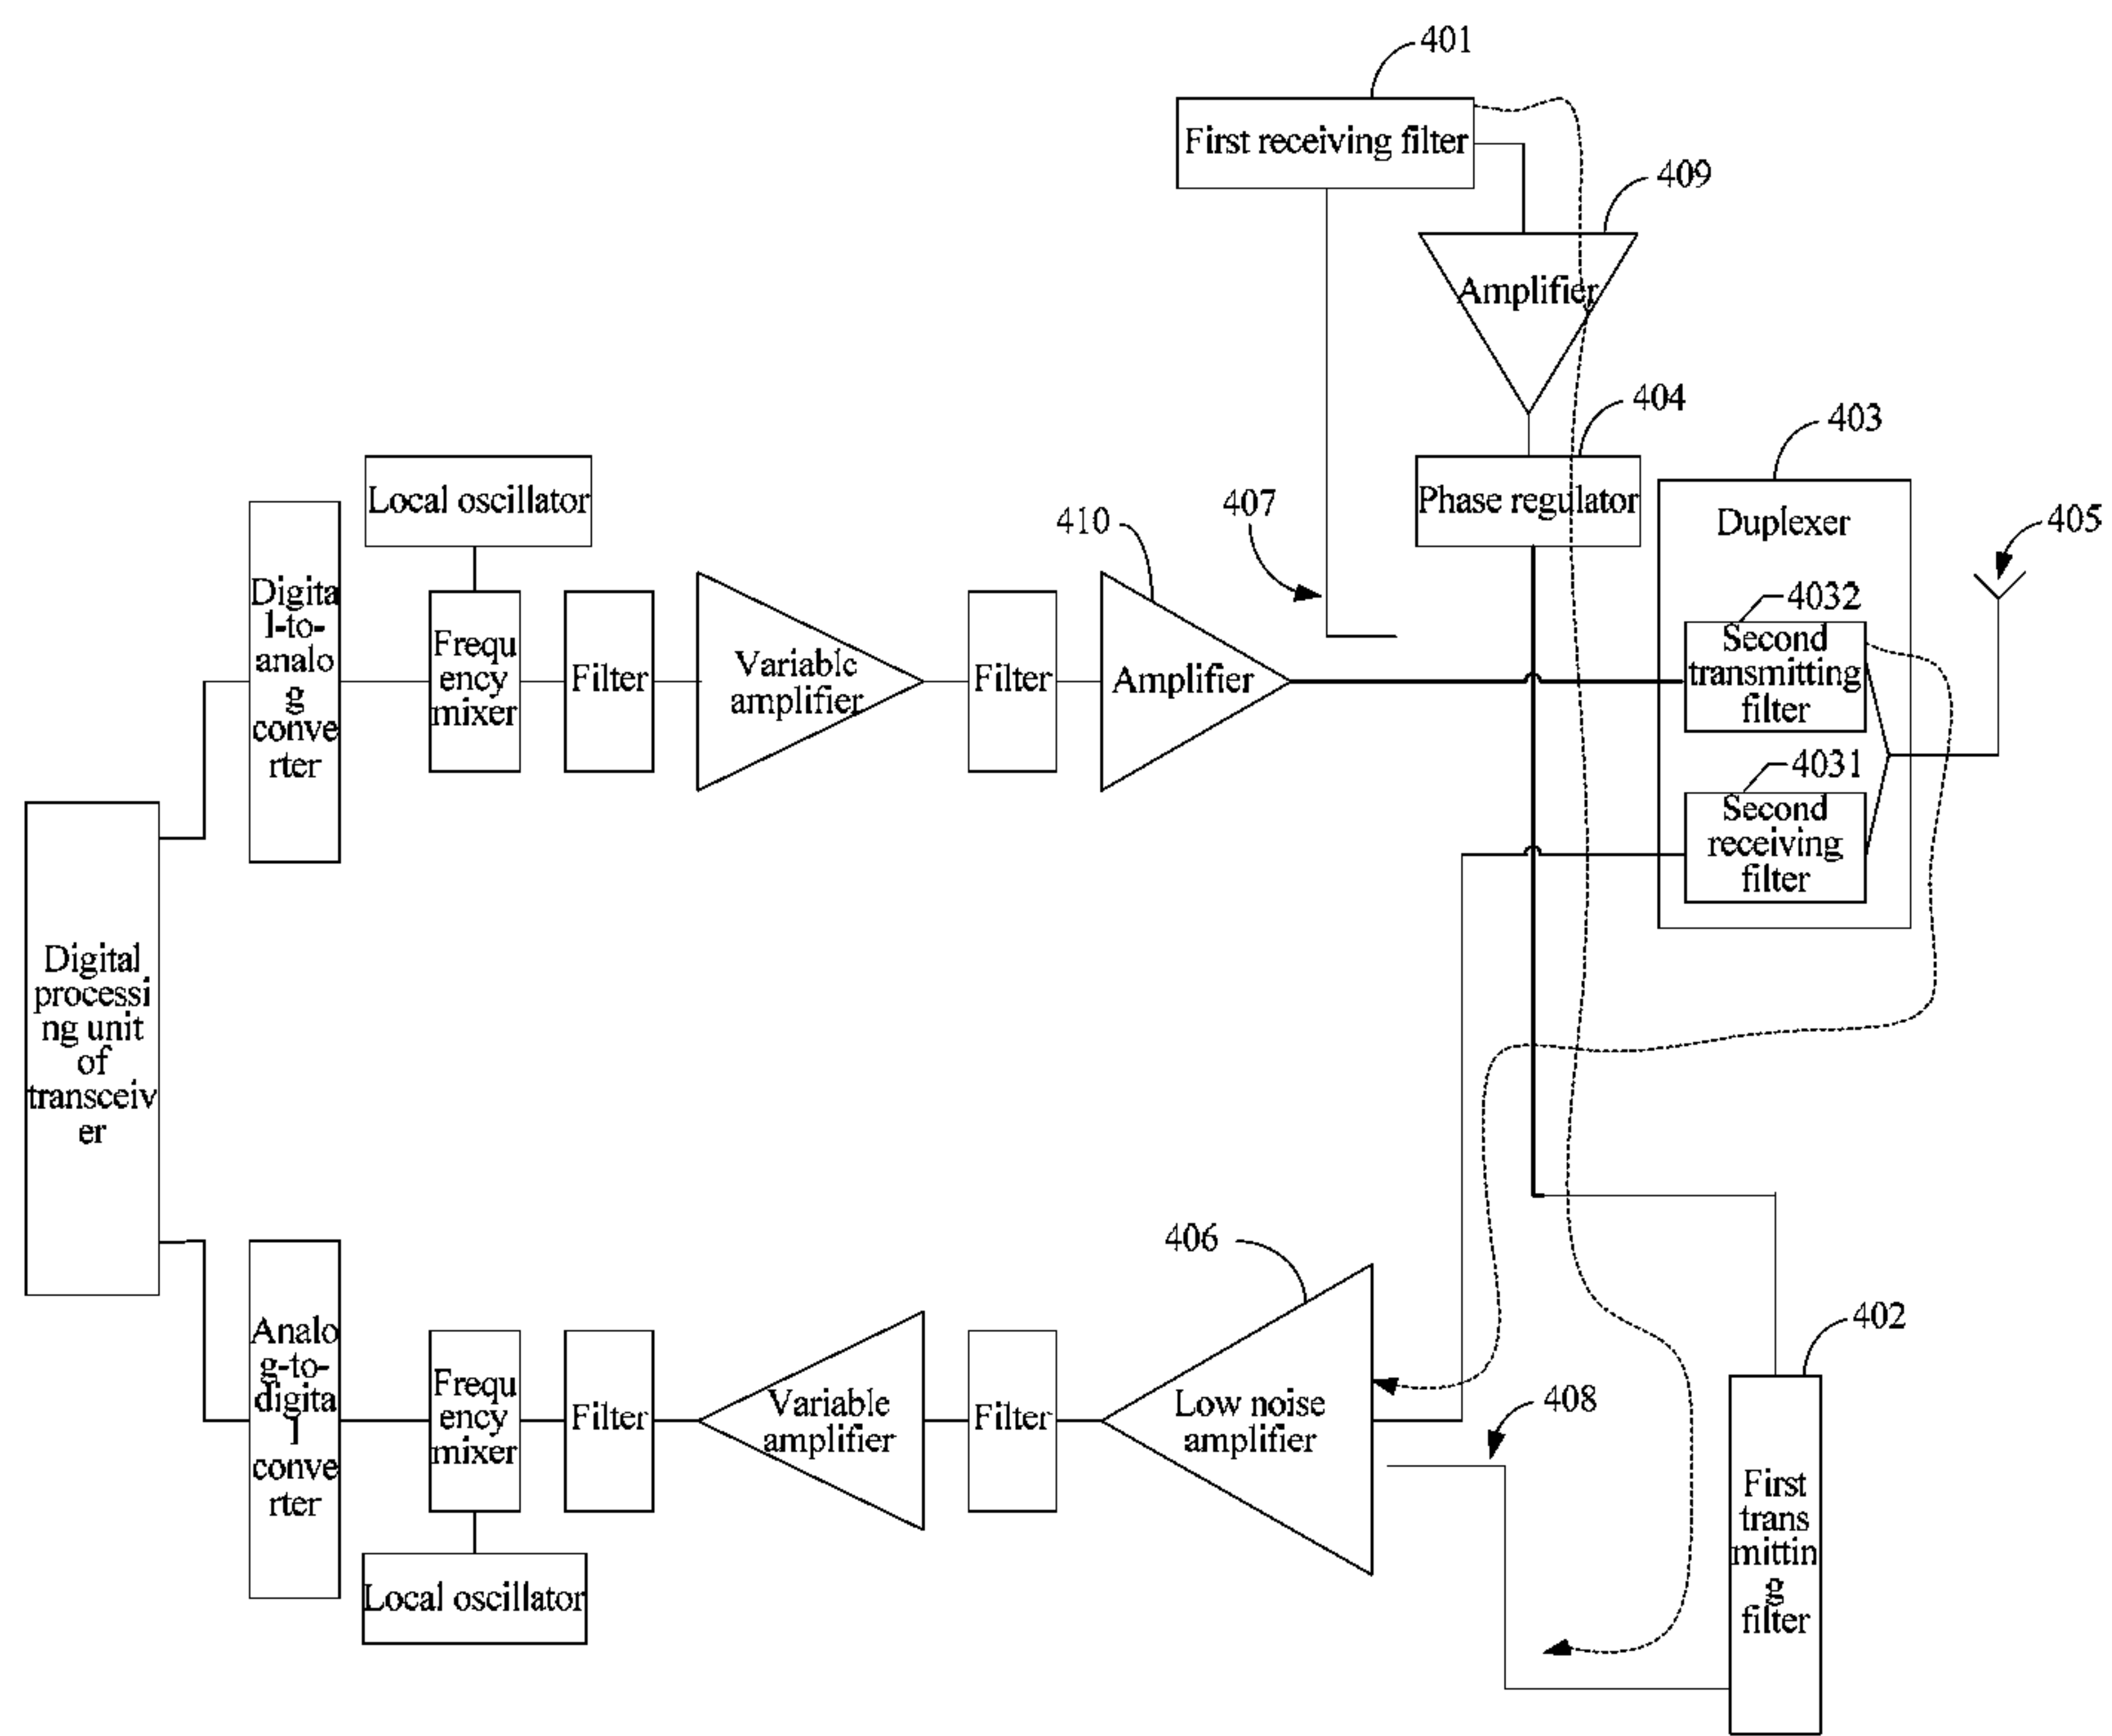 401
First receiving filter
409
Amplifier
404
Phase regulator
403
Duplexer
405
407
410
Local oscillator
Digita
l-to-
analo
g
conve
rter
Frequ
ency
mixer
Filter
Variable
amplifier
Filter
Amplifier
4032
Second
transmitting
filter
4031
Second
receiving
filter
Digital
processi
ng unit
of
transceiv
er
406
402
408
Analo
g-to-
digita
l
conve
rter
Frequ
ency
mixer
Filter
Variable
amplifier
Filter
Low noise
amplifier
First
trans
mittin
g
filter
Local oscillator